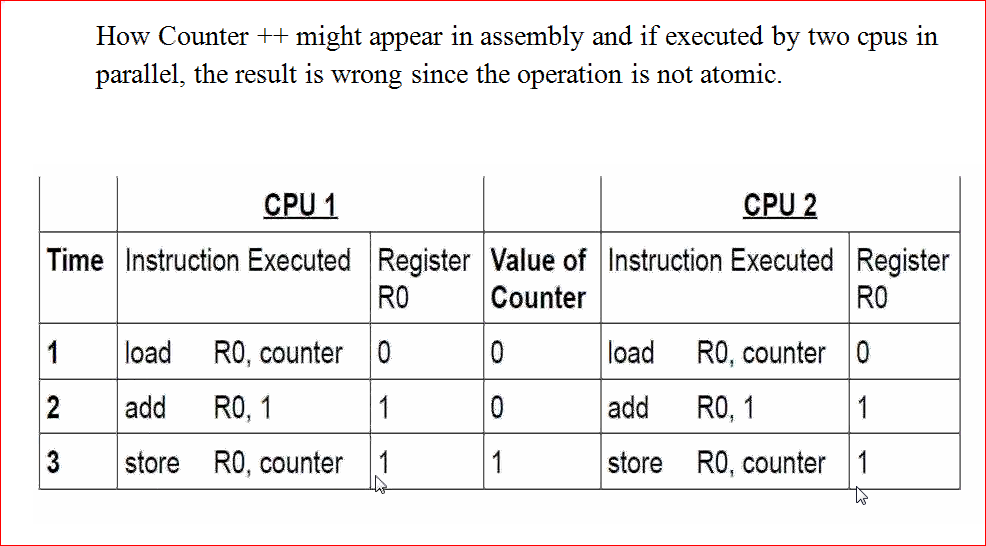 How Counter ++ might appear in assembly and if executed by two cpus in
parallel, the result is wrong since the operation is not atomic.
CPU 1 CPU 2
Time Instruction Executed Register R0 Value of Counter Instruction Executed Register R0
1 load R0, counter 0 0 load R0, counter 0
2 add R0, 1 1 0 add R0, 1 1
3 store R0, counter 1 1 store R0, counter 1